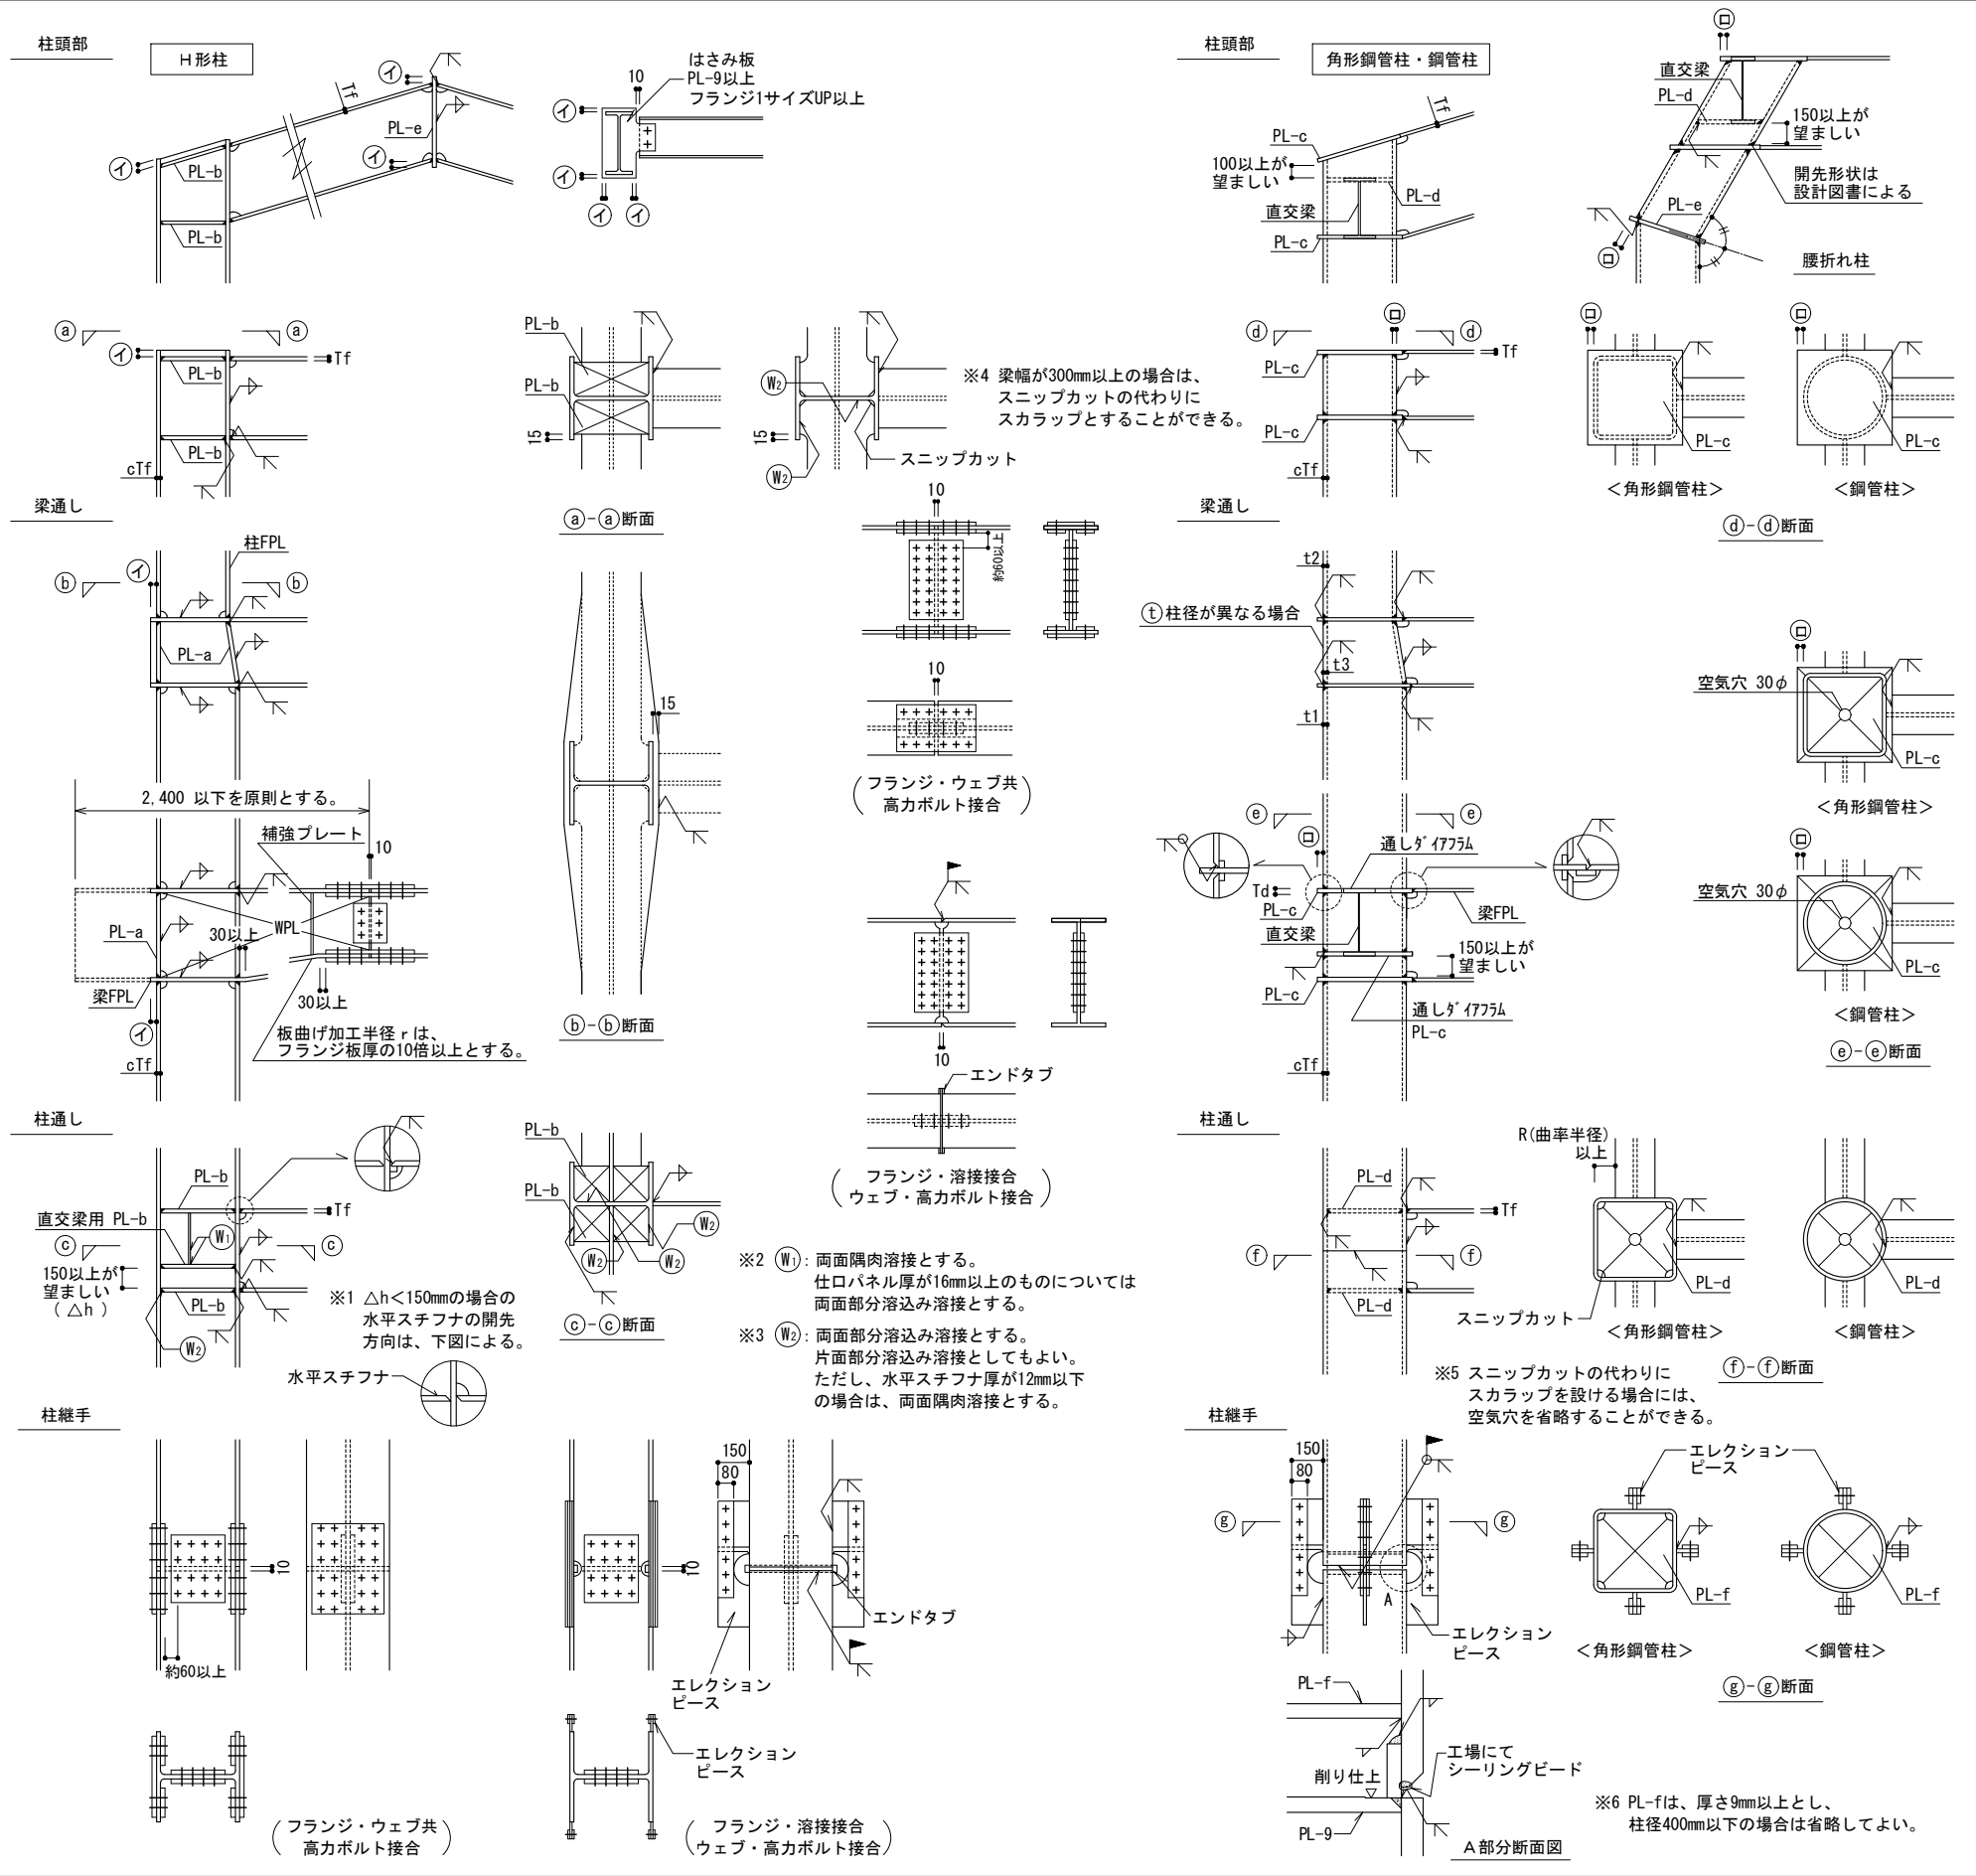 柱頭部
H形柱
イ
Tf
イ
PL-b
PL-b
PL-e
イ
はさみ板
PL-9以上
フランジ1サイズUP以上
10
イ
イ
イ
イ
ⓐ
ⓐ
イ
Tf
PL-b
PL-b
cTf
PL-b
PL-b
15
W2
15
W2
スニップカット
※4 梁幅が300mm以上の場合は、
スニップカットの代わりに
スカラップとすることができる。
ⓐ-ⓐ断面
梁通し
柱FPL
イ
ⓑ
ⓑ
PL-a
2,400 以下を原則とする。
補強プレート
10
WPL
PL-a
30以上
梁FPL
30以上
イ
板曲げ加工半径rは、
フランジ板厚の10倍以上とする。
cTf
15
ⓑ-ⓑ断面
10
約60以上
10
フランジ・ウェブ共
高力ボルト接合
10
エンドタブ
フランジ・溶接接合
ウェブ・高力ボルト接合
柱通し
PL-b
Tf
直交梁用 PL-b
W1
ⓒ
ⓒ
150以上が
望ましい
(△h)
PL-b
W2
※1 △h<150mmの場合の
水平スチフナの開先
方向は、下図による。
水平スチフナ
PL-b
PL-b
W2
W2
W2
ⓒ-ⓒ断面
※2 W1: 両面隅肉溶接とする。
仕口パネル厚が16mm以上のものについては
両面部分溶込み溶接とする。
※3 W2: 両面部分溶込み溶接とする。
片面部分溶込み溶接としてもよい。
ただし、水平スチフナ厚が12mm以下
の場合は、両面隅肉溶接とする。
柱継手
10
約60以上
フランジ・ウェブ共
高力ボルト接合
10
150
80
エンドタブ
エレクション
ピース
エレクション
ピース
フランジ・溶接接合
ウェブ・高力ボルト接合
柱頭部
角形鋼管柱・鋼管柱
Tf
PL-c
100以上が
望ましい
PL-d
直交梁
PL-c
ロ
直交梁
PL-d
150以上が
望ましい
開先形状は
設計図書による
PL-e
ロ
腰折れ柱
ⓓ
ロ
ⓓ
Tf
PL-c
PL-c
cTf
ロ
PL-c
<角形鋼管柱>
ロ
PL-c
<鋼管柱>
ⓓ-ⓓ断面
梁通し
t2
ⓣ柱径が異なる場合
t3
t1
ロ
空気穴 30φ
PL-c
<角形鋼管柱>
ⓔ
ⓔ
ロ
通しダイアフラム
Td
PL-c
梁FPL
直交梁
150以上が
望ましい
PL-c
通しダイアフラム
PL-c
cTf
ロ
空気穴 30φ
PL-c
<鋼管柱>
ⓔ-ⓔ断面
柱通し
PL-d
Tf
ⓕ
ⓕ
PL-d
R(曲率半径)
以上
PL-d
スニップカット
<角形鋼管柱>
PL-d
<鋼管柱>
ⓕ-ⓕ断面
※5 スニップカットの代わりに
スカラップを設ける場合には、
空気穴を省略することができる。
柱継手
150
80
ⓖ
ⓖ
A
エレクション
ピース
エレクション
ピース
PL-f
<角形鋼管柱>
PL-f
<鋼管柱>
ⓖ-ⓖ断面
PL-f
工場にて
シーリングビード
削り仕上
PL-9
A部分断面図
※6 PL-fは、厚さ9mm以上とし、
柱径400mm以下の場合は省略してよい。